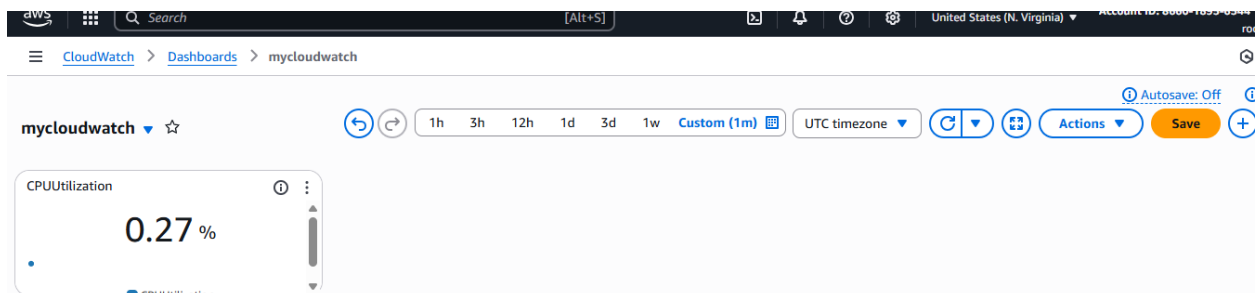 aws Search [Alt+S] United States (N. Virginia)
CloudWatch > Dashboards > mycloudwatch
Autosave: Off
mycloudwatch 1h 3h 12h 1d 3d 1w Custom (1m) UTC timezone Actions Save
CPUUtilization
0.27 %